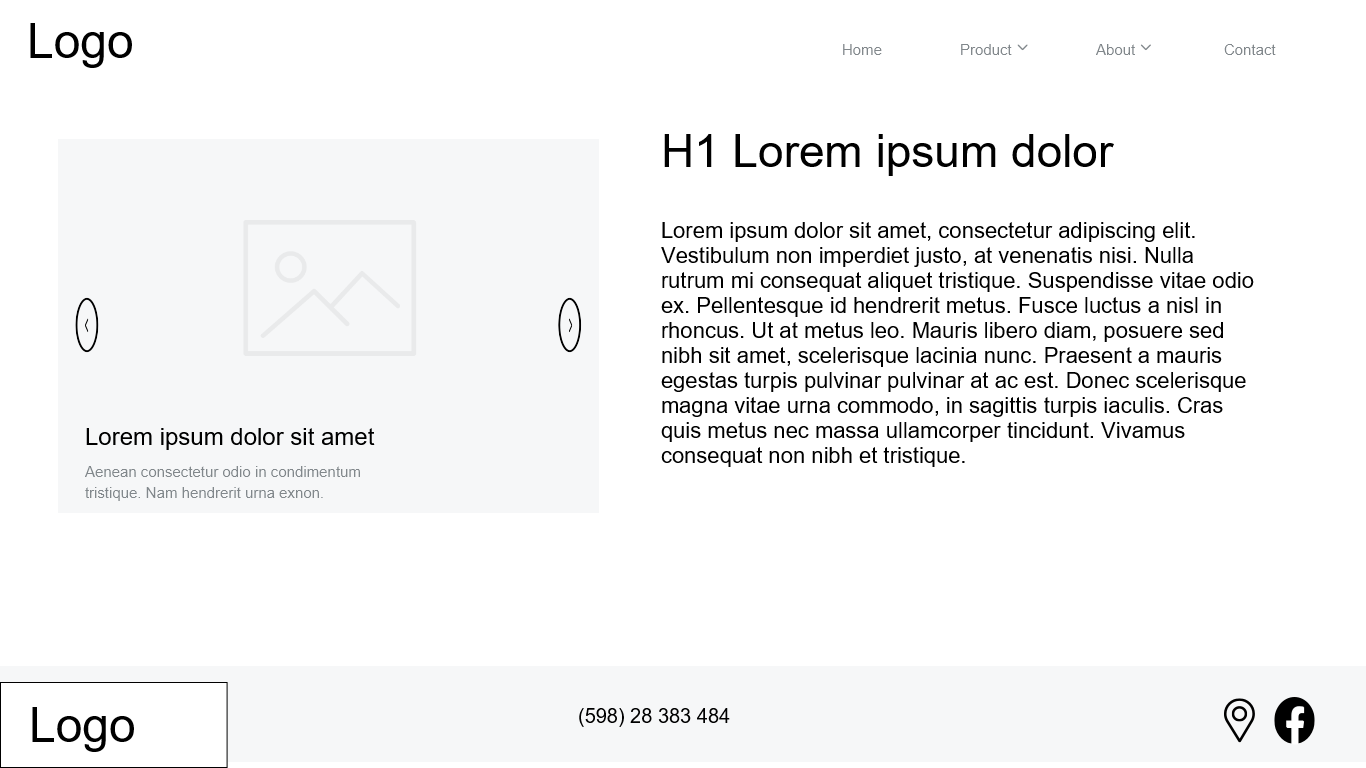 Logo
Home Product About Contact
H1 Lorem ipsum dolor
Lorem ipsum dolor sit amet, consectetur adipiscing elit.
Vestibulum non imperdiet justo, at venenatis nisi. Nulla
rutrum mi consequat aliquet tristique. Suspendisse vitae odio
ex. Pellentesque id hendrerit metus. Fusce luctus a nisl in
rhoncus. Ut at metus leo. Mauris libero diam, posuere sed
nibh sit amet, scelerisque lacinia nunc. Praesent a mauris
egestas turpis pulvinar pulvinar at ac est. Donec scelerisque
magna vitae urna commodo, in sagittis turpis iaculis. Cras
quis metus nec massa ullamcorper tincidunt. Vivamus
consequat non nibh et tristique.
Lorem ipsum dolor sit amet
Aenean consectetur odio in condimentum
tristique. Nam hendrerit urna exnon.
Logo
(598) 28 383 484